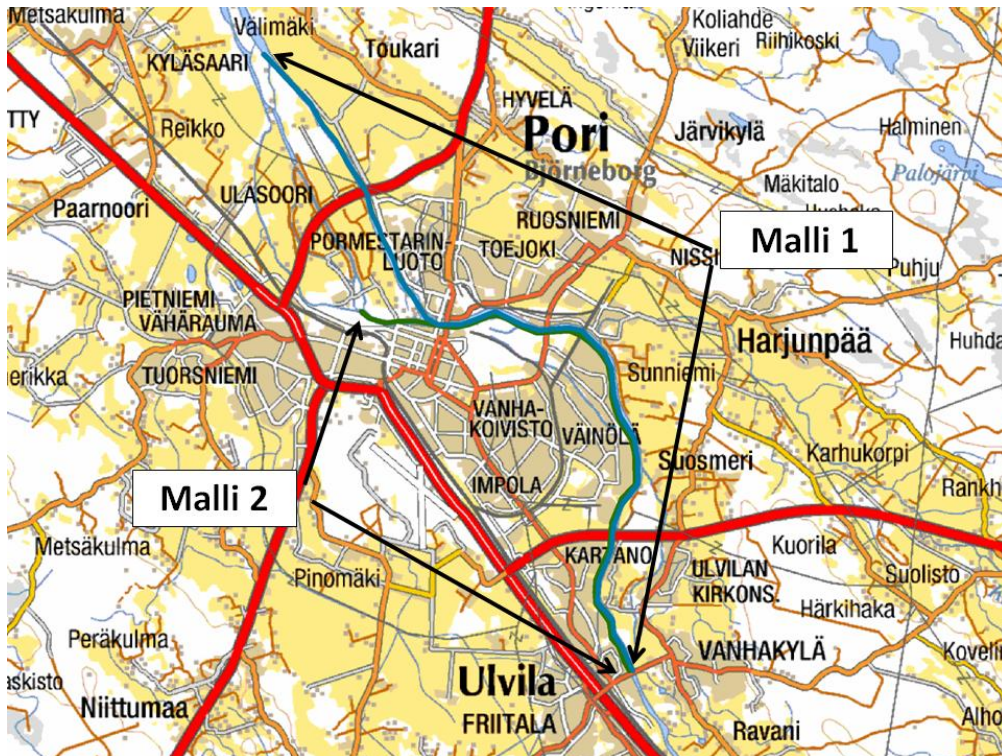 Metsäkulma
Välimäki
Koliahde
Viikeri
Riihikoski
Toukari
KYLÄSAARI
TTY
HYVELÄ
Reikko
Pori
Björneborg
Järvikylä
Halminen
Palojärvi
Mäkitalo
ULASOORI
Paarnoori
RUOSNIEMI
PORMESTARIN-
LUOTO
TOEJOKI
Malli 1
NISSI
Puhju
PIETNIEMI
VÄHÄRAUMA
Harjunpää
Huhda
erikka
TUORSNIEMI
Sunniemi
VANHA-
KOIVISTO
VÄINÖLÄ
Karhukorpi
Suosmeri
IMPOLA
Rankh
Malli 2
Metsäkulma
KARTANO
Kuorila
Pinomäki
ULVILAN
KIRKONS.
Suolisto
Härkihaka
Peräkulma
VANHAKYLÄ
Kovelin
askisto
Ulvila
Niittumaa
FRIITALA
Ravani
Alho